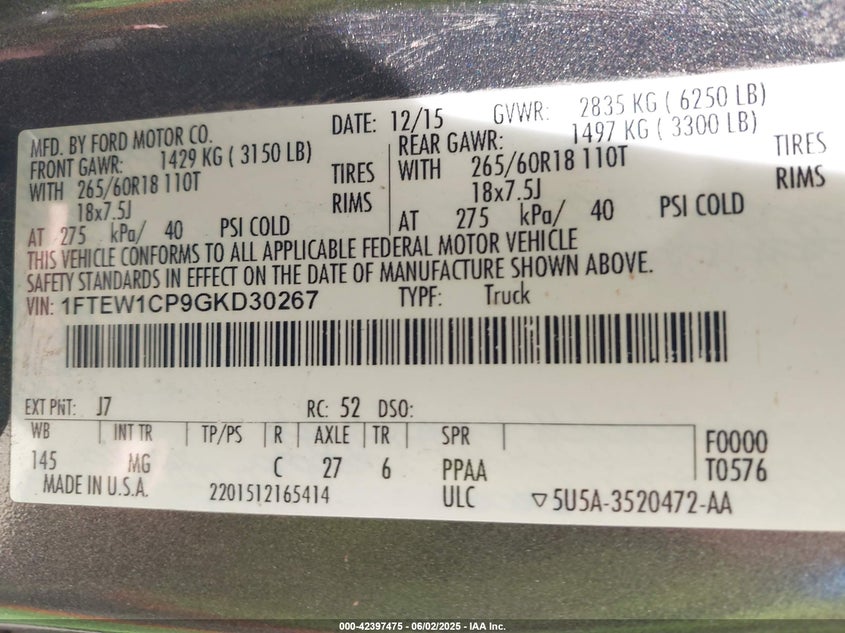 MFD. BY FORD MOTOR CO.
DATE: 12/15
GVWR: 2835 KG ( 6250 LB)
FRONT GAWR: 1429 KG ( 3150 LB)
WITH 265/60R18 110T TIRES
18x7.5J RIMS
AT 275 kPa/ 40 PSI COLD
REAR GAWR: 1497 KG ( 3300 LB)
WITH 265/60R18 110T TIRES
18x7.5J RIMS
AT 275 kPa/ 40 PSI COLD
THIS VEHICLE CONFORMS TO ALL APPLICABLE FEDERAL MOTOR VEHICLE
SAFETY STANDARDS IN EFFECT ON THE DATE OF MANUFACTURE SHOWN ABOVE.
VIN: 1FTEW1CP9GKD30267 TYPE: Truck
EXT PNT: J7 RC: 52 DSO:
WB INT TR TP/PS R AXLE TR SPR F0000
145 MG C 27 6 PPAA T0576
MADE IN U.S.A. 2201512165414 ULC ▽5U5A-3520472-AA
000-42397475 - 06/02/2025 - IAA Inc.